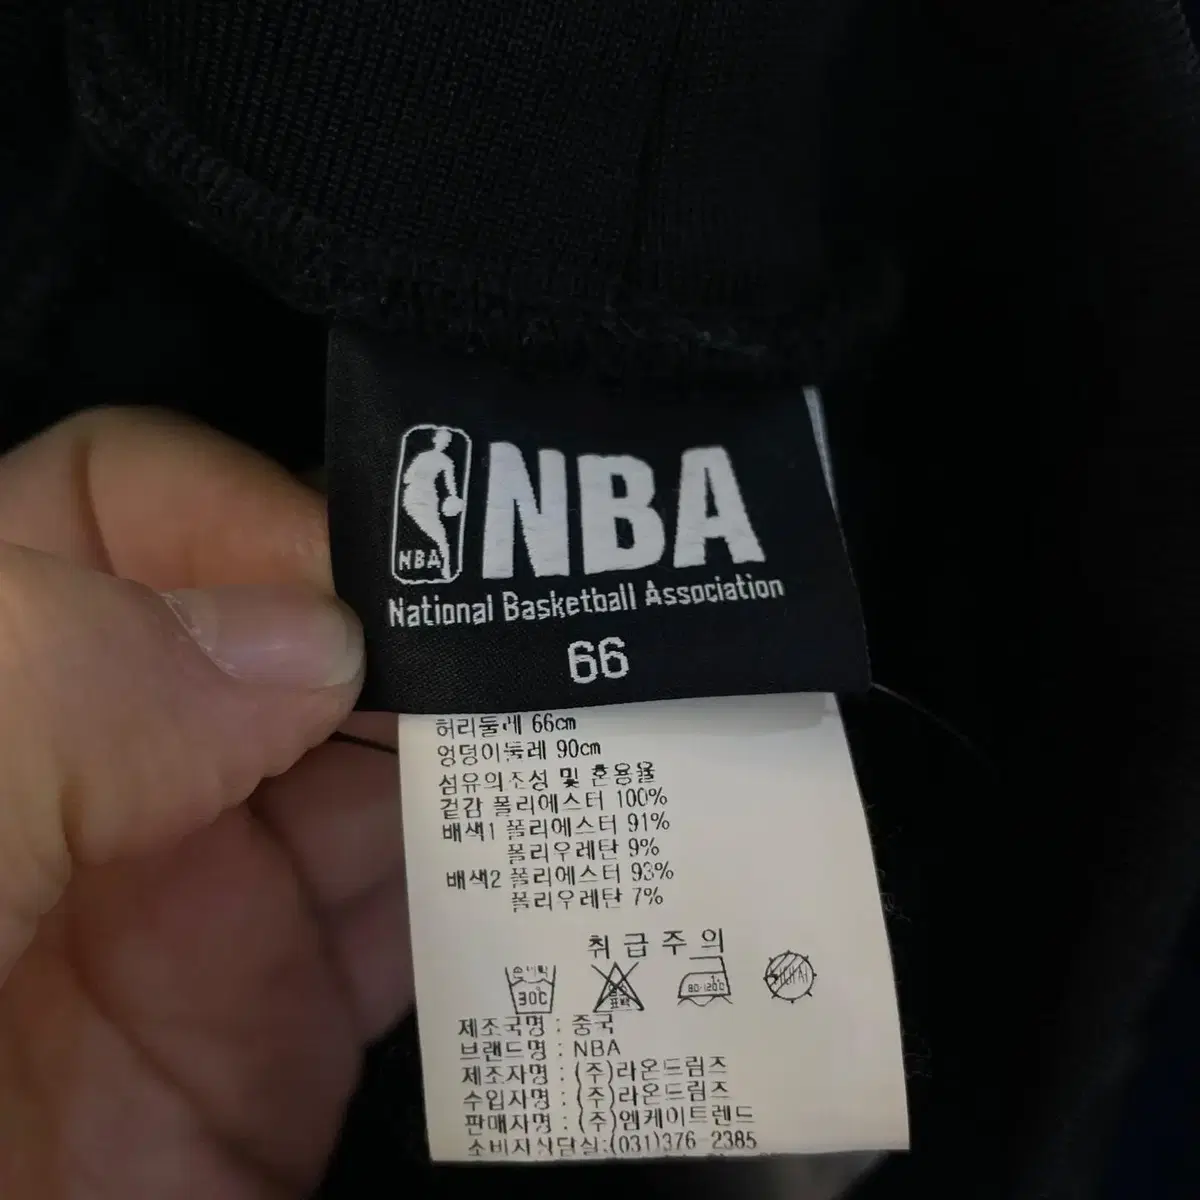 NBA
NBA
National Basketball Association
66
허리둘레 66cm
엉덩이둘레 90cm
섬유의조성 및 혼용율
겉감 폴리에스터 100%
배색1 폴리에스터 91%
폴리우레탄 9%
배색2 폴리에스터 93%
폴리우레탄 7%
취급주의
30℃
80-120℃
제조국명 : 중국
브랜드명 : NBA
제조자명 : (주)라온드림즈
수입자명 : (주)라온드림즈
판매자명 : (주)엠케이트렌드
소비자상담실:(031)376-2385